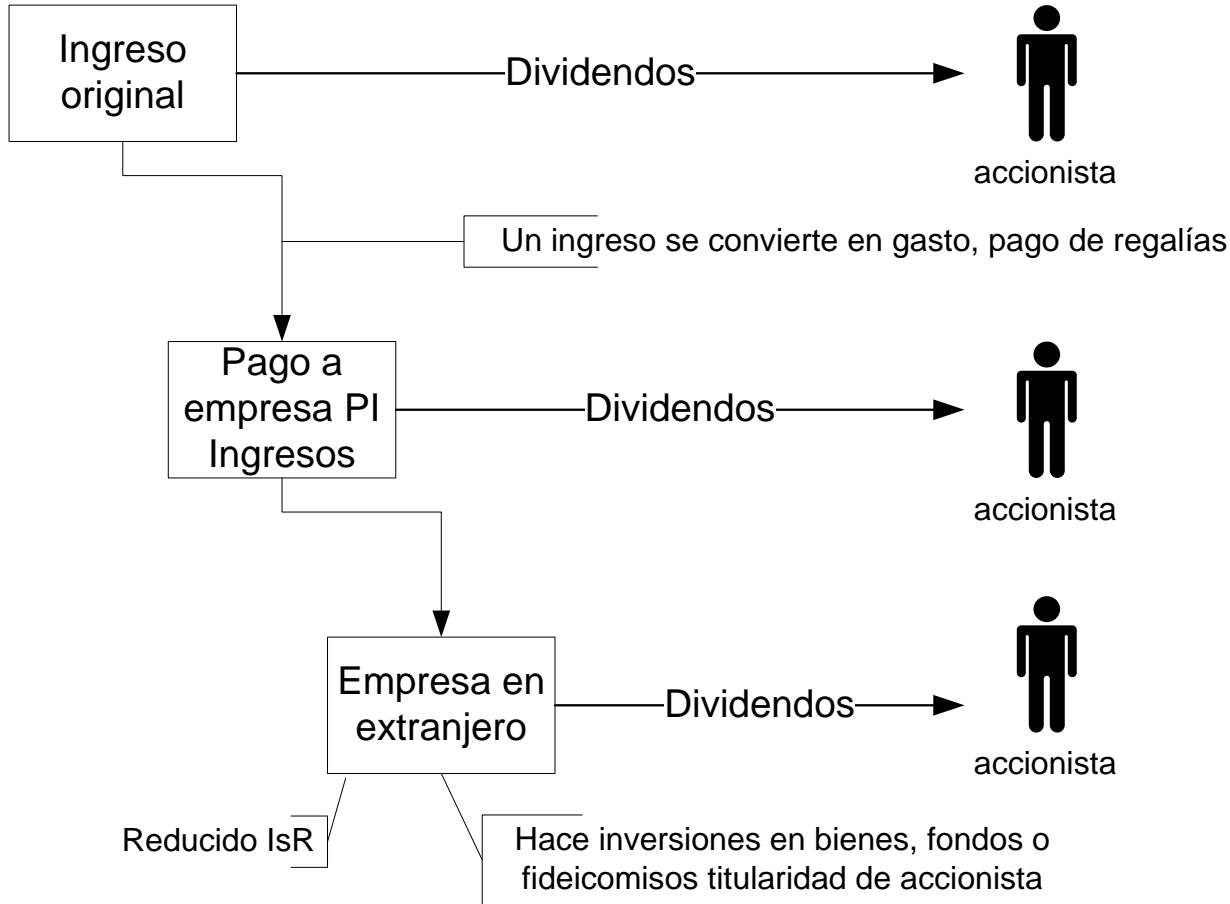 Ingreso
original
Dividendos
accionista
Un ingreso se convierte en gasto, pago de regalías
Pago a
empresa PI
Ingresos
Dividendos
accionista
Empresa en
extranjero
Dividendos
accionista
Reducido IsR
Hace inversiones en bienes, fondos o
fideicomisos titularidad de accionista